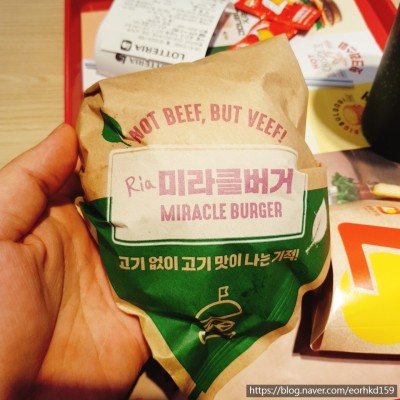 LOTTERIA
NOT BEEF, BUT VEEF!
Ria 미라클버거
MIRACLE BURGER
고기 없이 고기 맛이 나는 기적!
https://blog.naver.com/eorhkd159